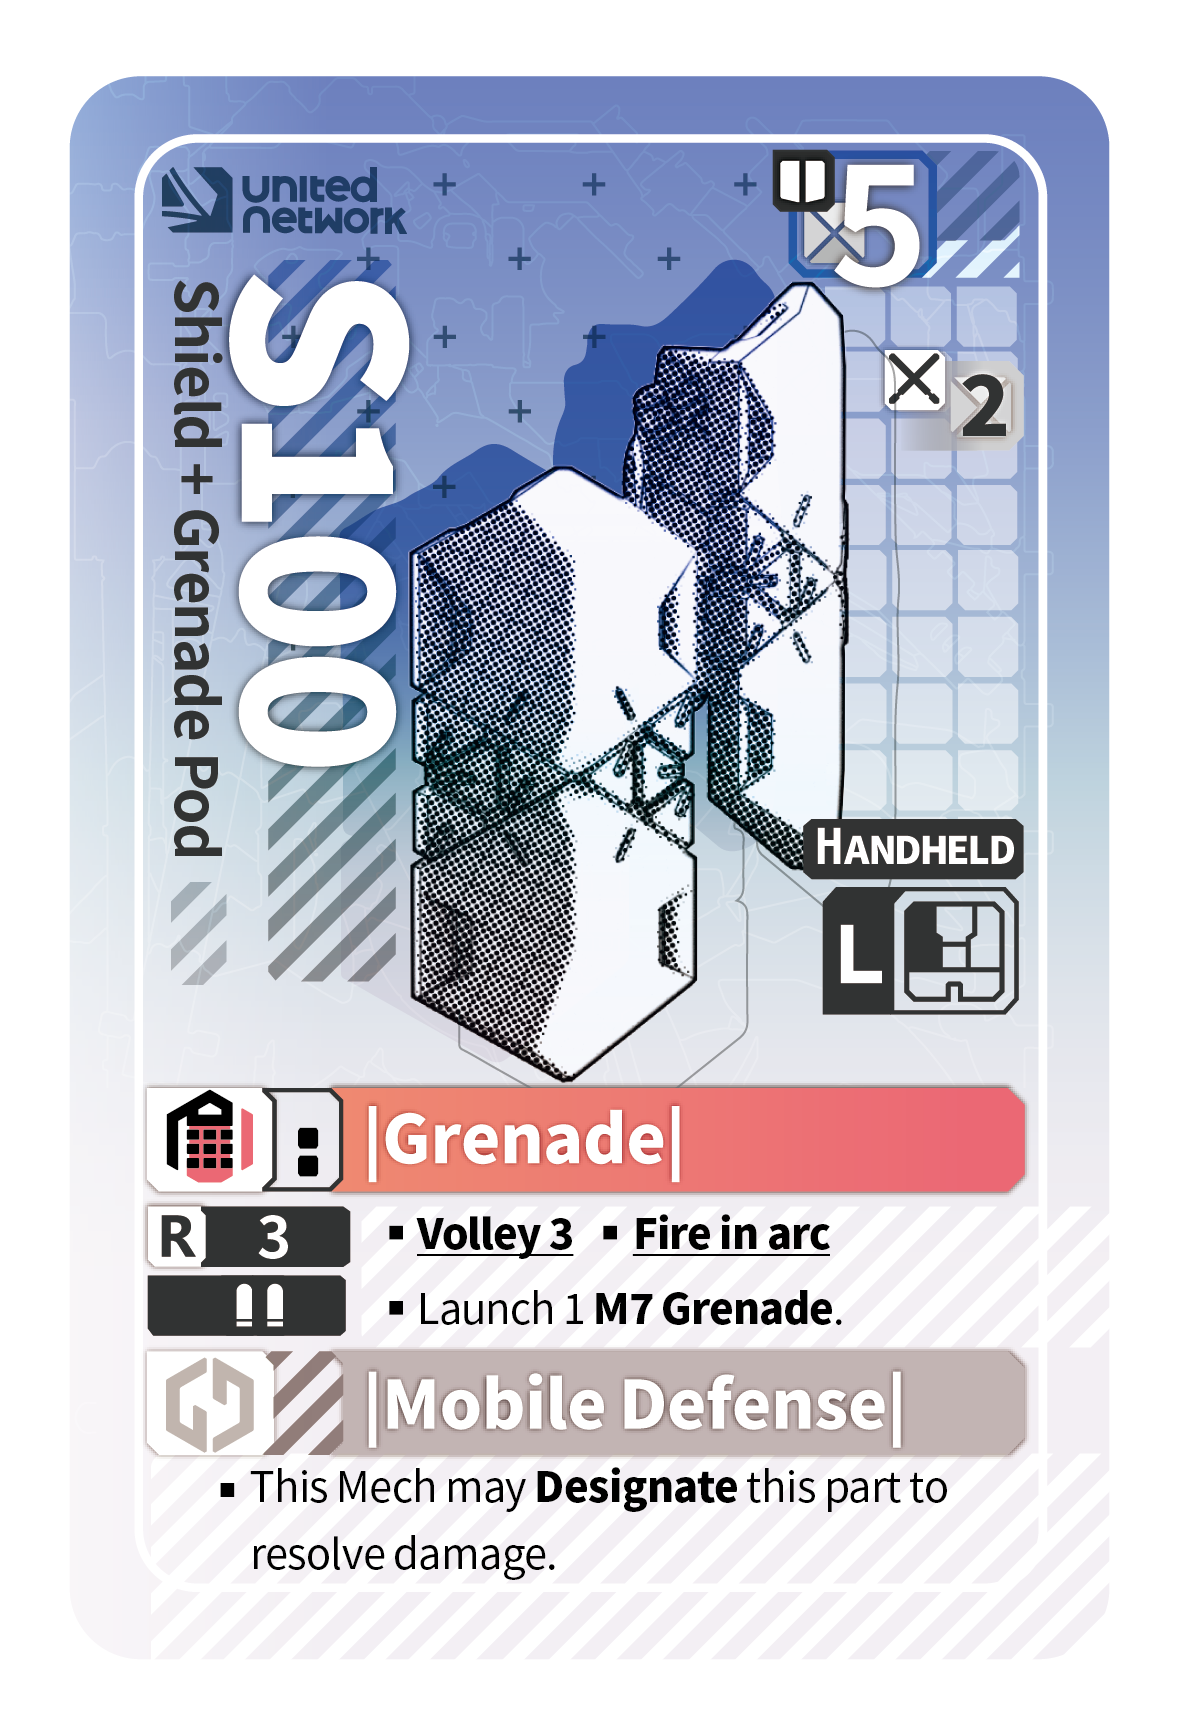 united
network
5
S100
Shield + Grenade Pod
2
HANDHELD
L
|Grenade|
R 3
▪ Volley 3 ▪ Fire in arc
▪ Launch 1 M7 Grenade.
|Mobile Defense|
▪ This Mech may Designate this part to
resolve damage.